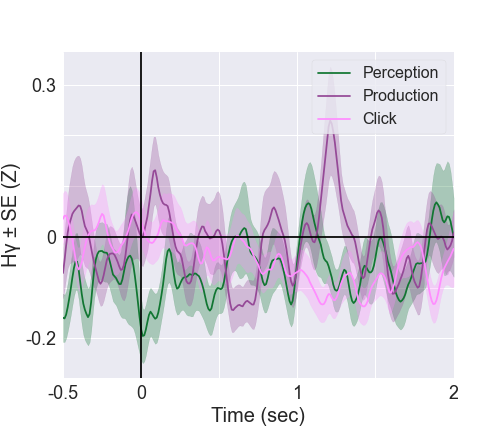 Perception
Production
Click
0.3
0
-0.2
Hγ ± SE (Z)
-0.5
0
1
2
Time (sec)